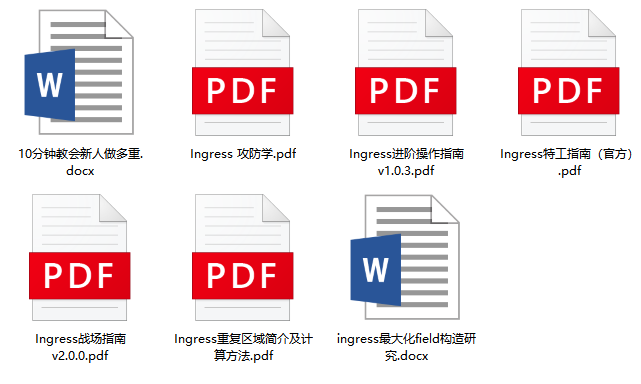 W
PDF
PDF
PDF
10分钟教会新人做多重.
docx
Ingress 攻防学.pdf
Ingress进阶操作指南
v1.0.3.pdf
Ingress特工指南（官方）
.pdf
PDF
PDF
W
Ingress战场指南
v2.0.0.pdf
Ingress重复区域简介及计
算方法.pdf
ingress最大化field构造研
究.docx